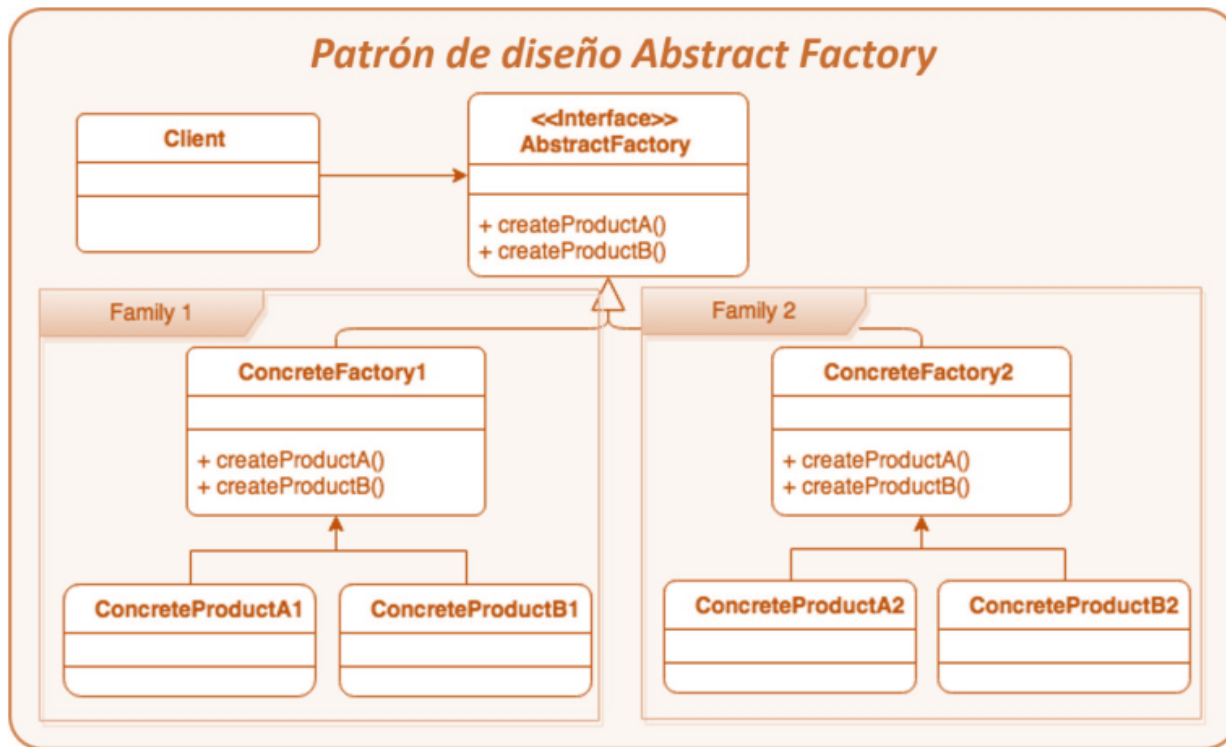 Patrón de diseño Abstract Factory
Client
<<Interface>>
AbstractFactory
+ createProductA()
+ createProductB()
Family 1
ConcreteFactory1
+ createProductA()
+ createProductB()
ConcreteProductA1
ConcreteProductB1
Family 2
ConcreteFactory2
+ createProductA()
+ createProductB()
ConcreteProductA2
ConcreteProductB2